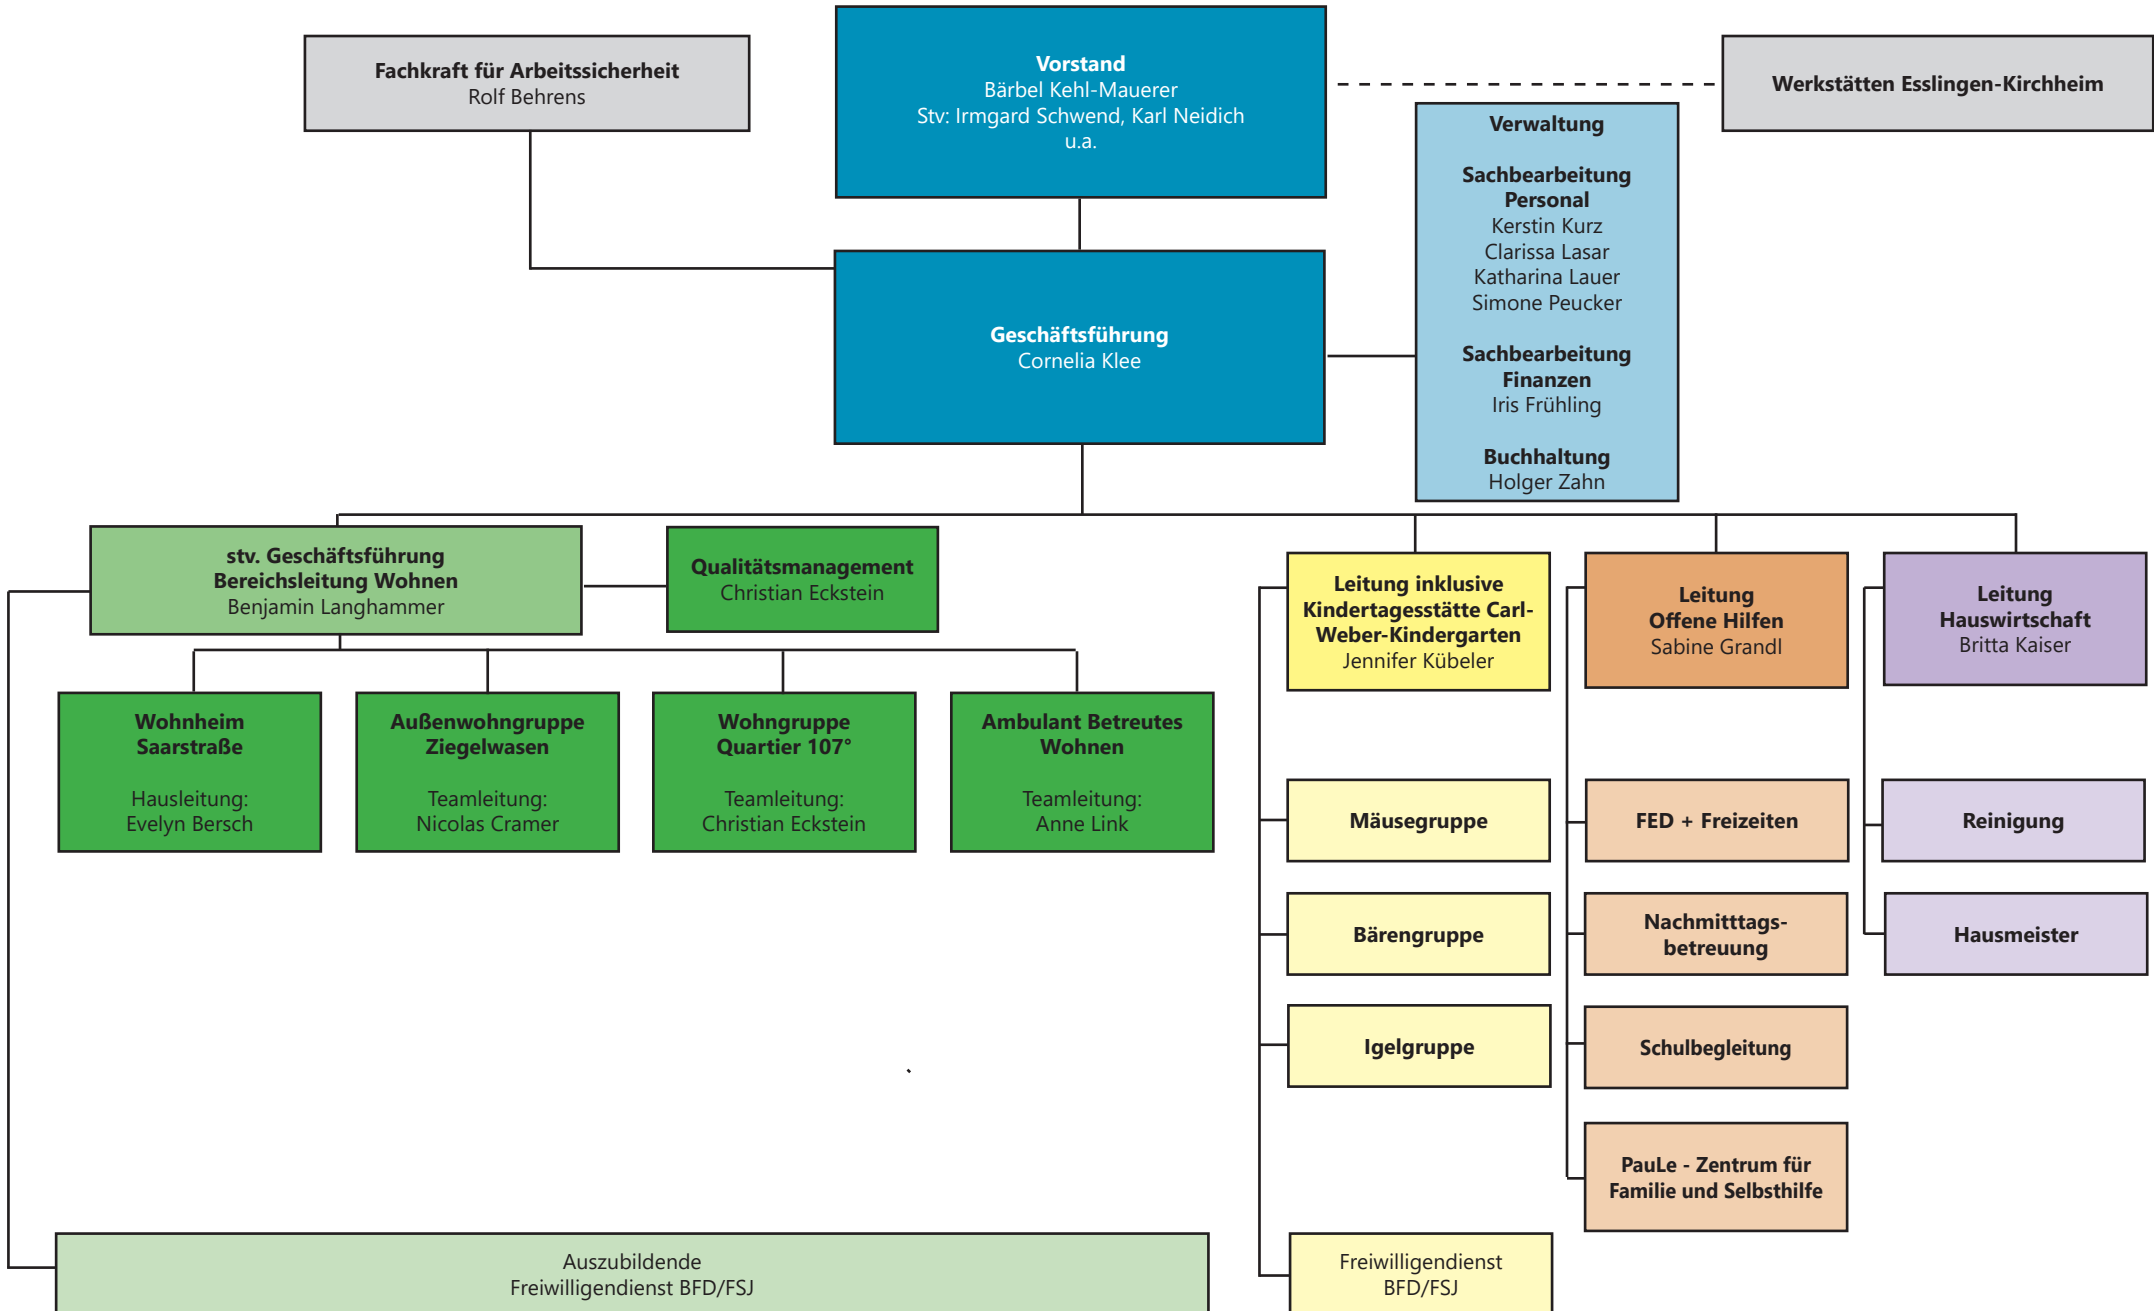 Fachkraft für Arbeitssicherheit
Rolf Behrens
Vorstand
Bärbel Kehl-Mauerer
Stv: Irmgard Schwend, Karl Neidich
u.a.
Werkstätten Esslingen-Kirchheim
Verwaltung
Sachbearbeitung
Personal
Kerstin Kurz
Clarissa Lasar
Katharina Lauer
Simone Peucker
Sachbearbeitung
Finanzen
Iris Frühling
Buchhaltung
Holger Zahn
Geschäftsführung
Cornelia Klee
stv. Geschäftsführung
Bereichsleitung Wohnen
Benjamin Langhammer
Qualitätsmanagement
Christian Eckstein
Leitung inklusive
Kindertagesstätte Carl-
Weber-Kindergarten
Jennifer Kübeler
Leitung
Offene Hilfen
Sabine Grandl
Leitung
Hauswirtschaft
Britta Kaiser
Wohnheim
Saarstraße
Hausleitung:
Evelyn Bersch
Außenwohngruppe
Ziegelwasen
Teamleitung:
Nicolas Cramer
Wohngruppe
Quartier 107°
Teamleitung:
Christian Eckstein
Ambulant Betreutes
Wohnen
Teamleitung:
Anne Link
Mäusegruppe
Bärengruppe
Igelgruppe
FED + Freizeiten
Nachmitttags-
betreuung
Schulbegleitung
PauLe - Zentrum für
Familie und Selbsthilfe
Reinigung
Hausmeister
Auszubildende
Freiwilligendienst BFD/FSJ
Freiwilligendienst
BFD/FSJ